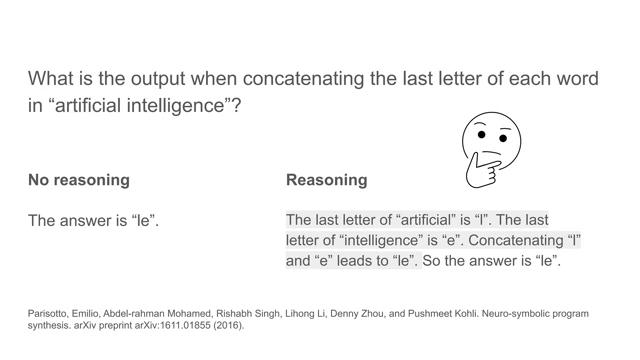 What is the output when concatenating the last letter of each word
in “artificial intelligence”?
No reasoning
The answer is “le”.
Reasoning
The last letter of “artificial” is “l”. The last
letter of “intelligence” is “e”. Concatenating “l”
and “e” leads to “le”. So the answer is “le”.
Parisotto, Emilio, Abdel-rahman Mohamed, Rishabh Singh, Lihong Li, Denny Zhou, and Pushmeet Kohli. Neuro-symbolic program
synthesis. arXiv preprint arXiv:1611.01855 (2016).